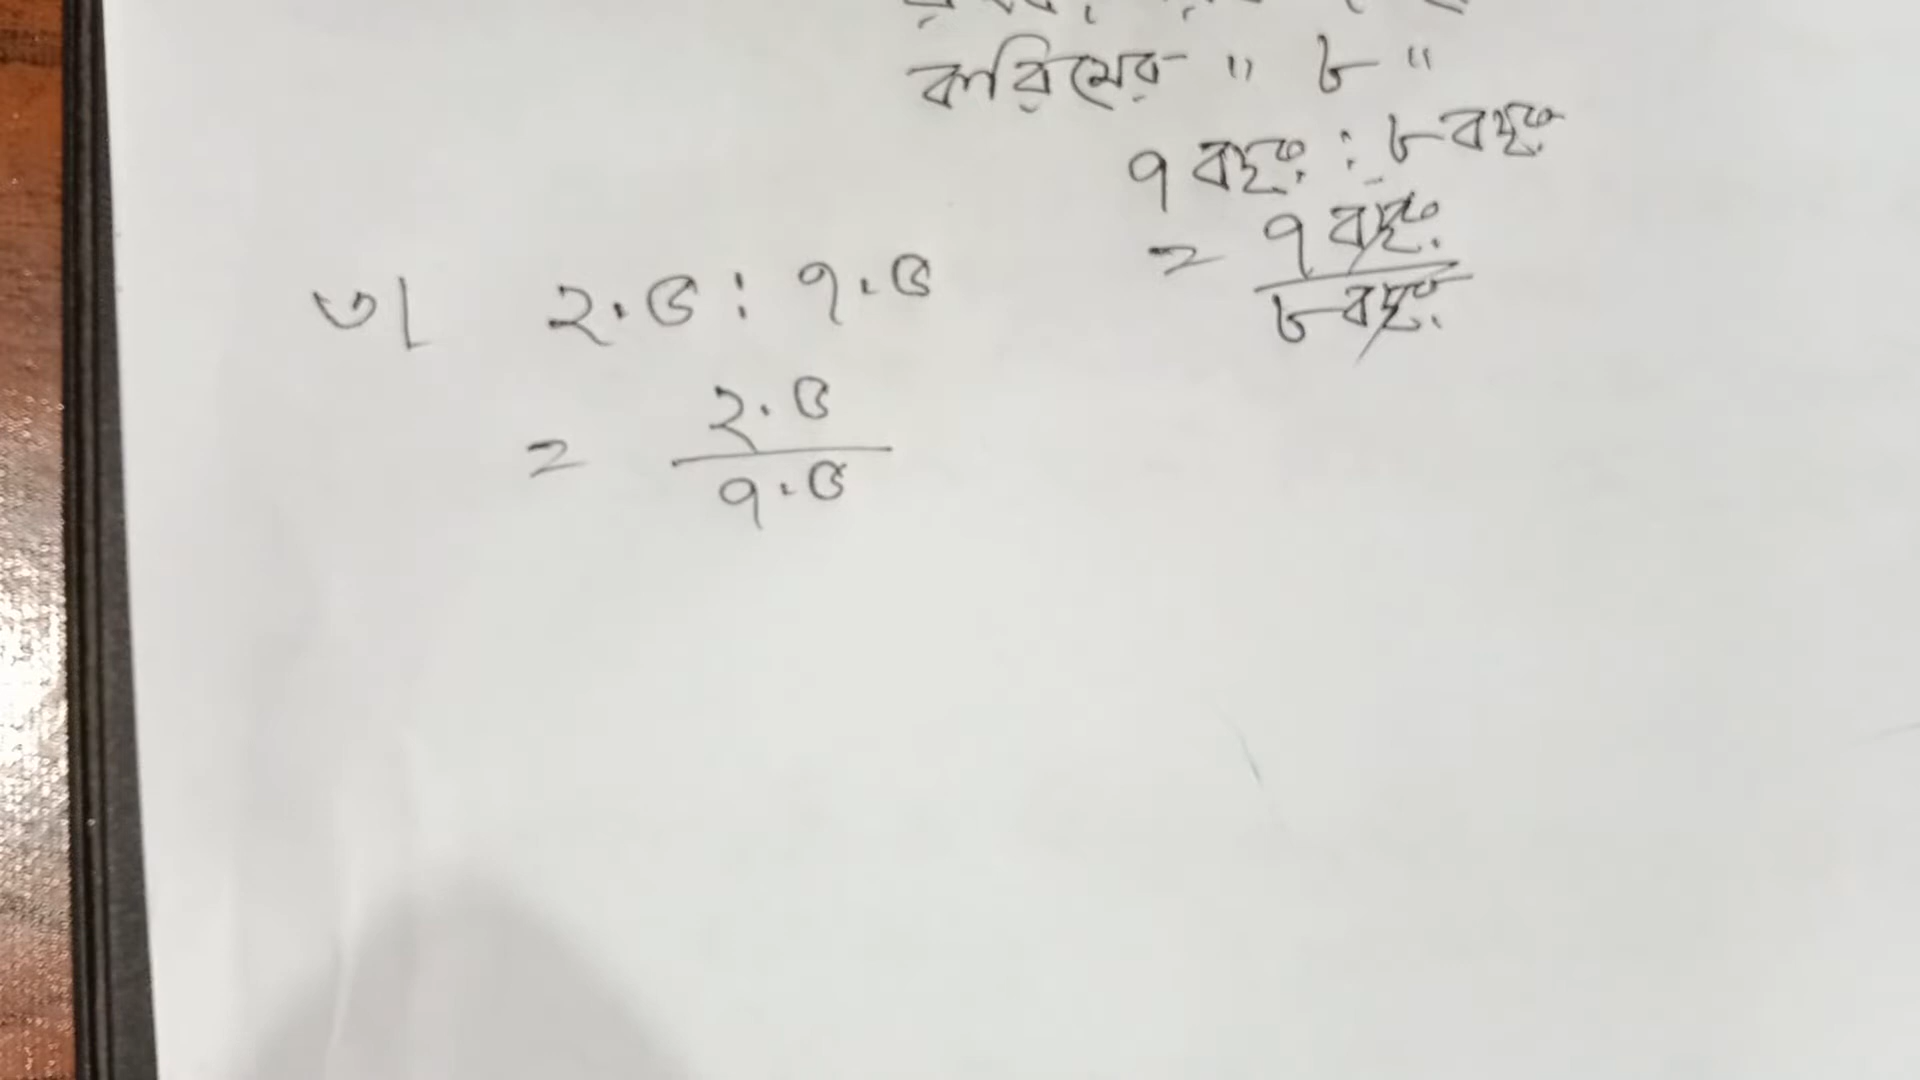 করিমের " ৮ "
৭ বছর : ৮ বছর
= ৭ বছর
৮ বছর
৩। ২.৫ : ৭.৫
= ২.৫
৭.৫